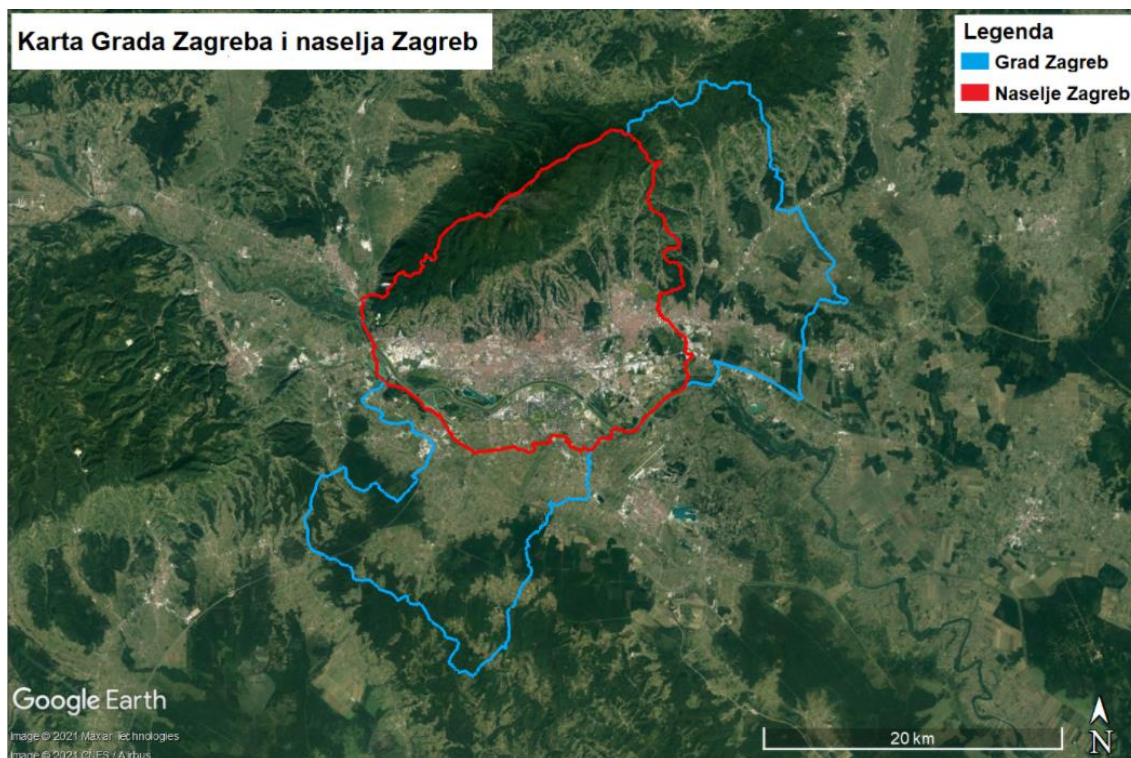 Karta Grada Zagreba i naselja Zagreb
Legenda
Grad Zagreb
Naselje Zagreb
Google Earth
Image © 2021 Maxar Technologies
Image © 2021 CNES / Airbus
20 km
N